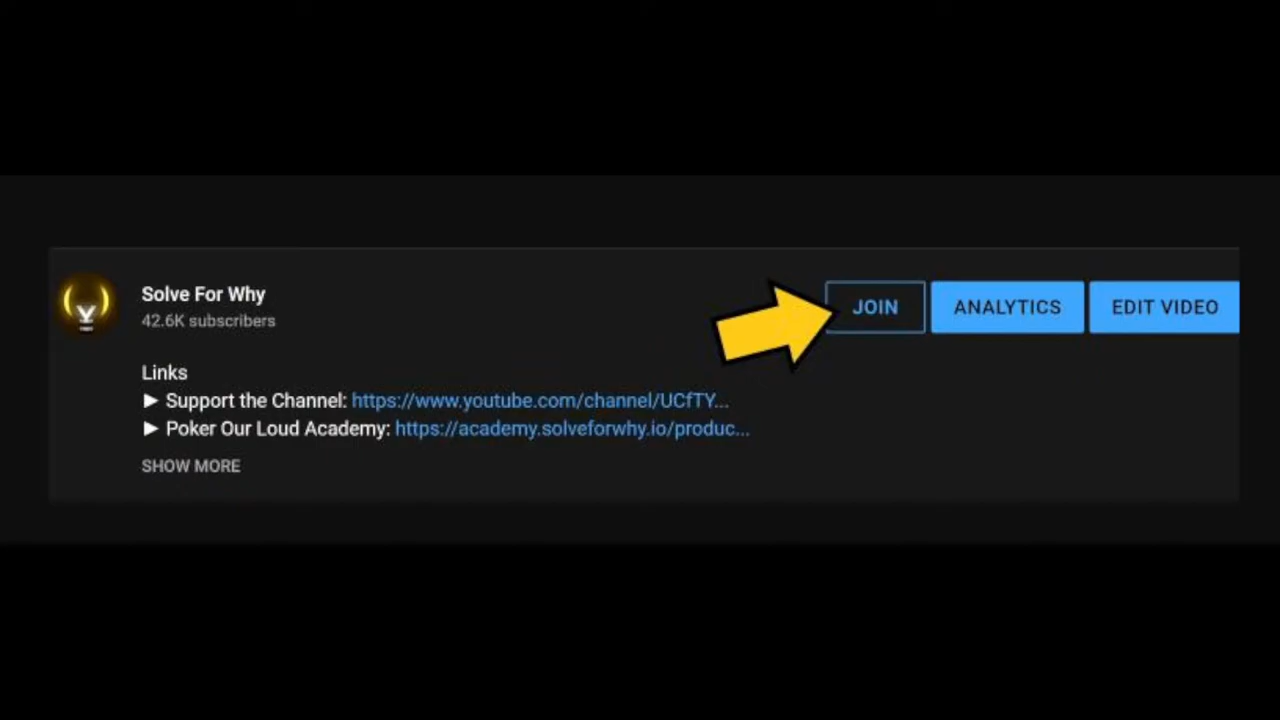 Solve For Why
42.6K subscribers
JOIN
ANALYTICS
EDIT VIDEO
Links
► Support the Channel: https://www.youtube.com/channel/UCfTY...
► Poker Our Loud Academy: https://academy.solveforwhy.io/produc...
SHOW MORE